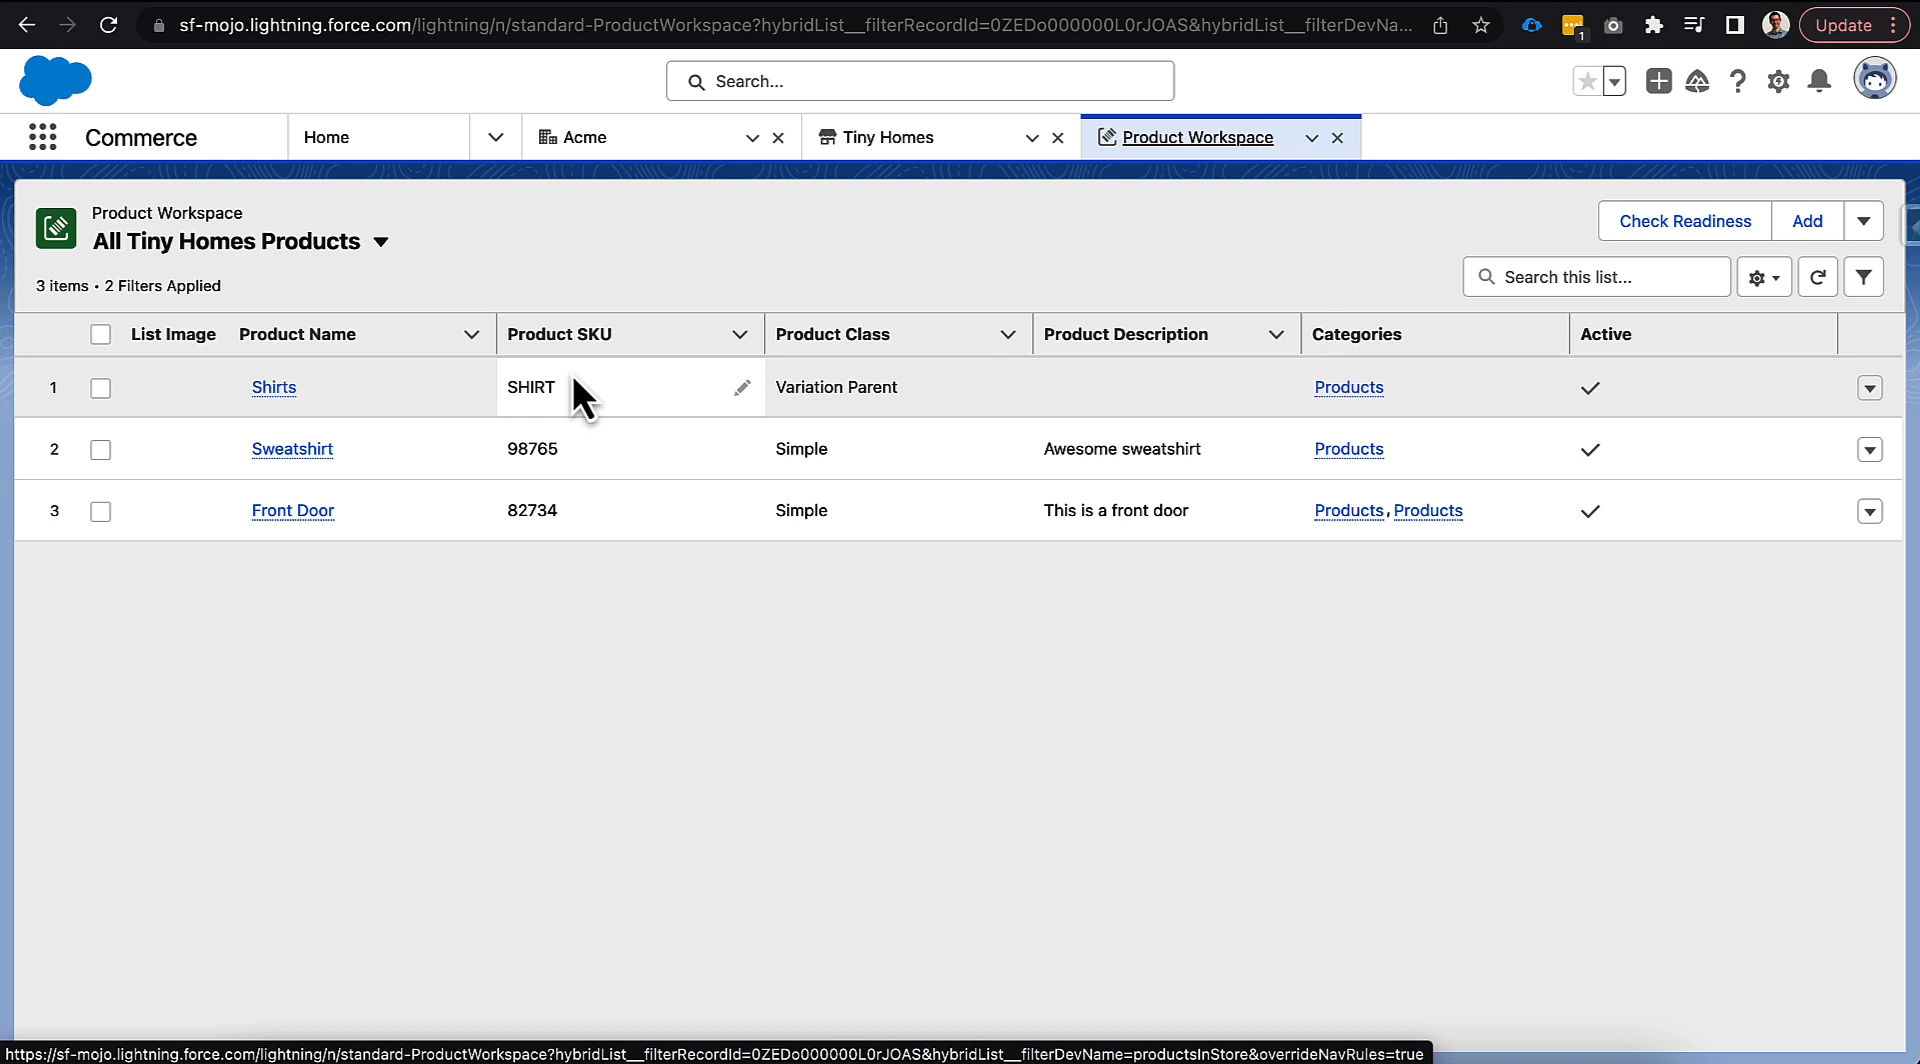 sf-mojo.lightning.force.com/lightning/n/standard-ProductWorkspace?hybridList__filterRecordId=0ZEDo000000L0rJOAS&hybridList__filterDevNa...
1
Update
Search...
Commerce
Home
Acme
Tiny Homes
Product Workspace
Product Workspace
All Tiny Homes Products
Check Readiness
Add
3 items • 2 Filters Applied
Search this list...
List Image Product Name Product SKU Product Class Product Description Categories Active
1 Shirts SHIRT Variation Parent Products
2 Sweatshirt 98765 Simple Awesome sweatshirt Products
3 Front Door 82734 Simple This is a front door Products, Products
https://sf-mojo.lightning.force.com/lightning/n/standard-ProductWorkspace?hybridList__filterRecordId=0ZEDo000000L0rJOAS&hybridList__filterDevName=productsInStore&overrideNavRules=true